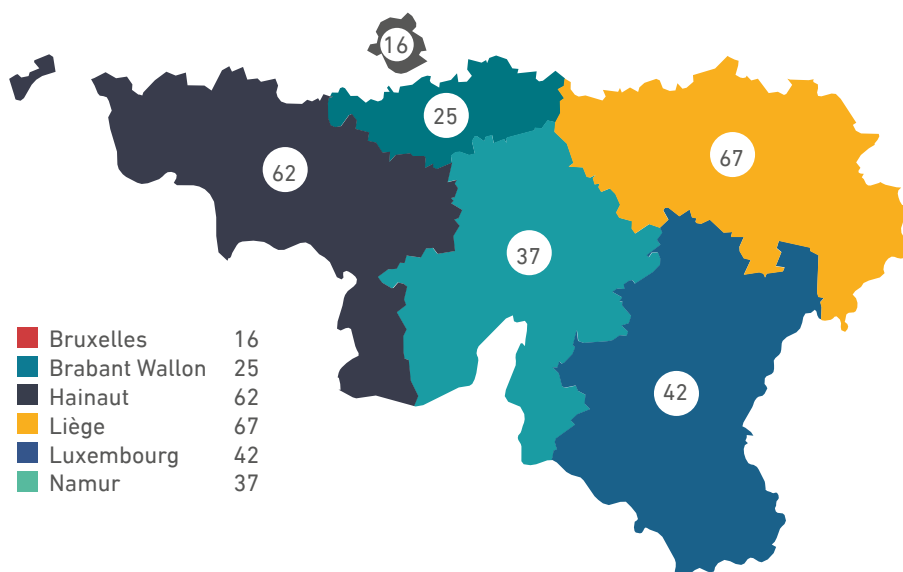 16
25
62
67
37
42
Bruxelles 16
Brabant Wallon 25
Hainaut 62
Liège 67
Luxembourg 42
Namur 37